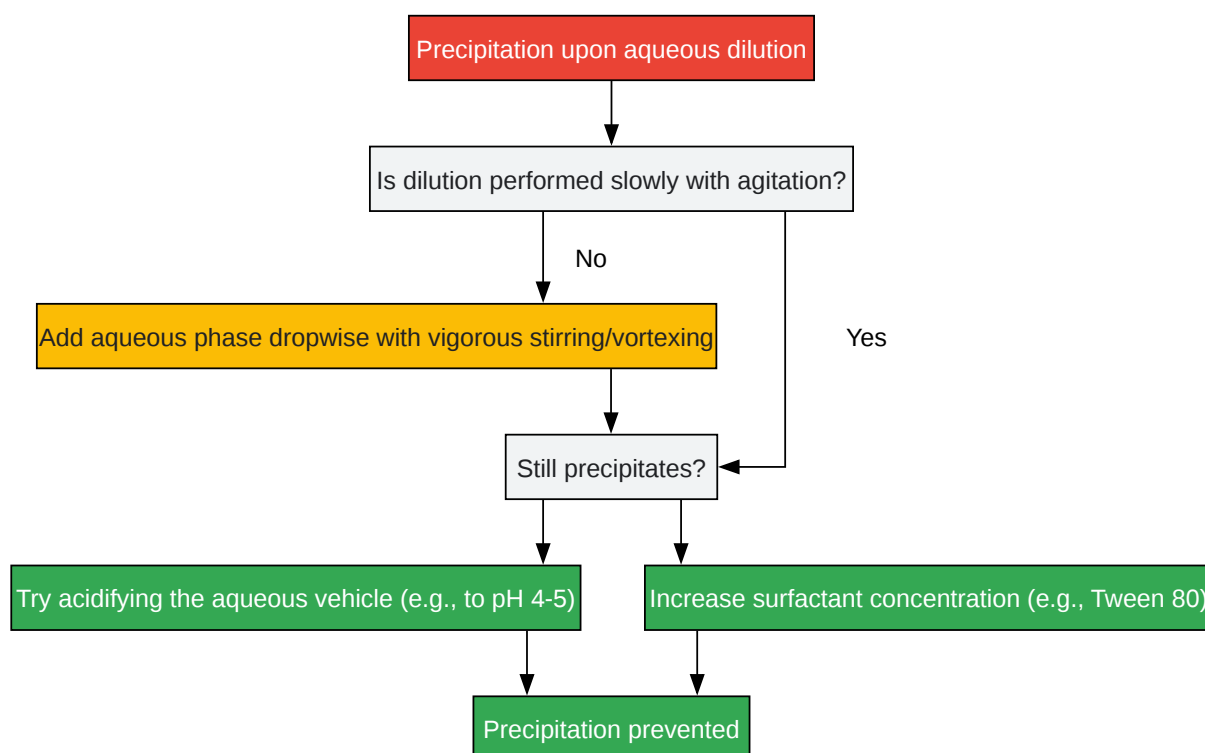 Precipitation upon aqueous dilution
Is dilution performed slowly with agitation?
No
Add aqueous phase dropwise with vigorous stirring/vortexing
Yes
Still precipitates?
Try acidifying the aqueous vehicle (e.g., to pH 4-5)
Increase surfactant concentration (e.g., Tween 80)
Precipitation prevented